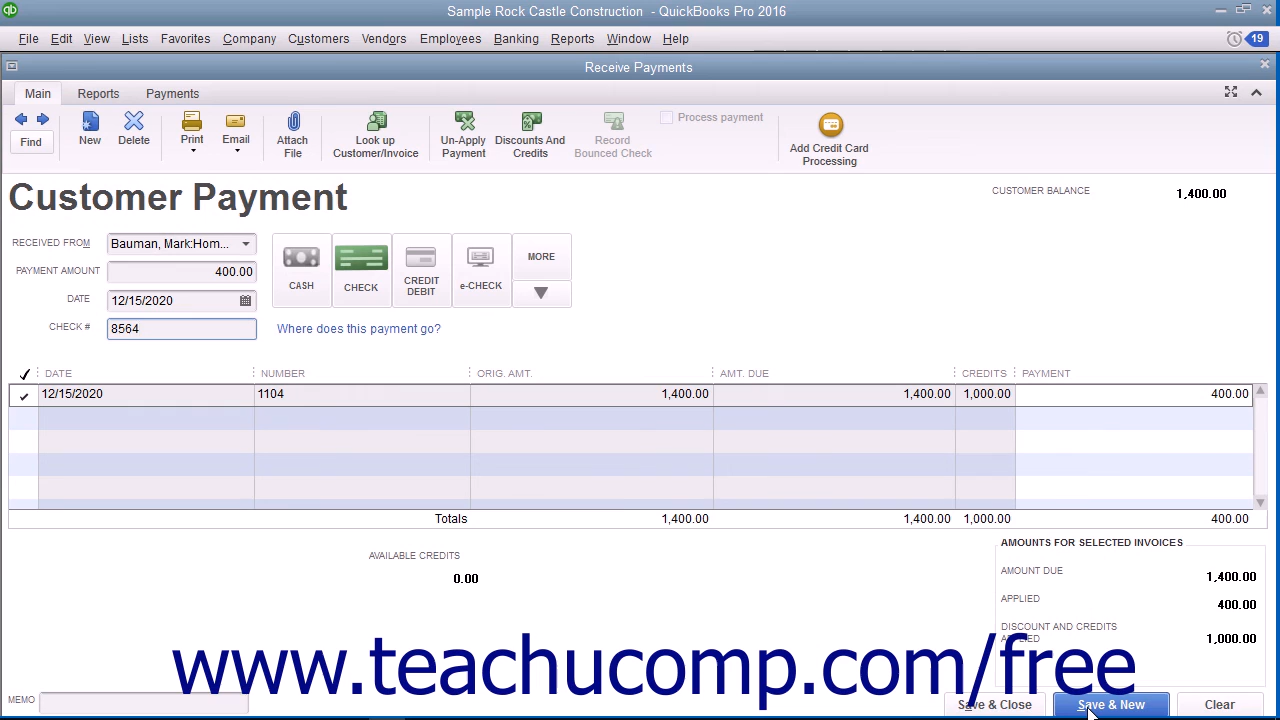 Sample Rock Castle Construction - QuickBooks Pro 2016
File Edit View Lists Favorites Company Customers Vendors Employees Banking Reports Window Help 19
Receive Payments
Main Reports Payments
Find
New
Delete
Print
Email
Attach
File
Look up
Customer/Invoice
Un-Apply
Payment
Discounts And
Credits
Record
Bounced Check
Process payment
Add Credit Card
Processing
Customer Payment
CUSTOMER BALANCE 1,400.00
RECEIVED FROM Bauman, Mark:Hom...
PAYMENT AMOUNT 400.00
DATE 12/15/2020
CHECK # 8564
CASH
CHECK
CREDIT
DEBIT
e-CHECK
MORE
Where does this payment go?
DATE NUMBER ORIG. AMT. AMT. DUE CREDITS PAYMENT
12/15/2020 1104 1,400.00 1,400.00 1,000.00 400.00
Totals 1,400.00 1,400.00 1,000.00 400.00
AVAILABLE CREDITS
0.00
AMOUNTS FOR SELECTED INVOICES
AMOUNT DUE 1,400.00
APPLIED 400.00
DISCOUNT AND CREDITS
APPLIED 1,000.00
www.teachucomp.com/free
MEMO
Save & Close Save & New Clear